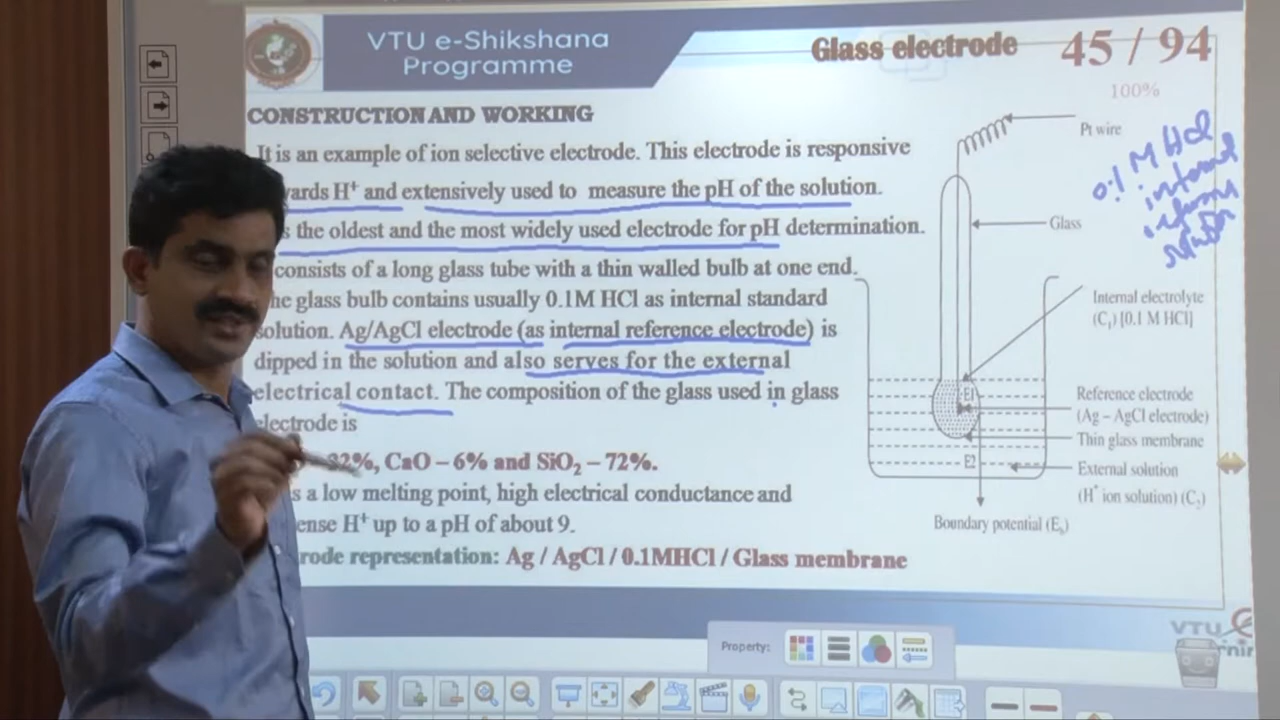 VTU e-Shikshana
Programme
Glass electrode
45 / 94
100%
CONSTRUCTION AND WORKING
It is an example of ion selective electrode. This electrode is responsive
wards H⁺ and extensively used to measure the pH of the solution.
s the oldest and the most widely used electrode for pH determination.
consists of a long glass tube with a thin walled bulb at one end.
he glass bulb contains usually 0.1M HCl as internal standard
solution. Ag/AgCl electrode (as internal reference electrode) is
dipped in the solution and also serves for the external
electrical contact. The composition of the glass used in glass
electrode is
22%, CaO – 6% and SiO₂ – 72%.
s a low melting point, high electrical conductance and
ense H⁺ up to a pH of about 9.
rode representation: Ag / AgCl / 0.1MHCl / Glass membrane
Pt wire
0.1 M HCl
internal
solution
Glass
Internal electrolyte
(C₁) [0.1 M HCl]
E1
Reference electrode
(Ag – AgCl electrode)
Thin glass membrane
E2
External solution
(H⁺ ion solution) (C₂)
Boundary potential (E₆)
VTU
Property: